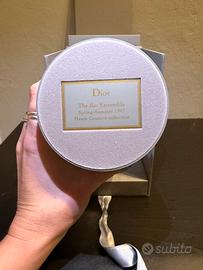 Dior
The Bar Ensemble
Spring-Summer 1947
Haute Couture collection
subito